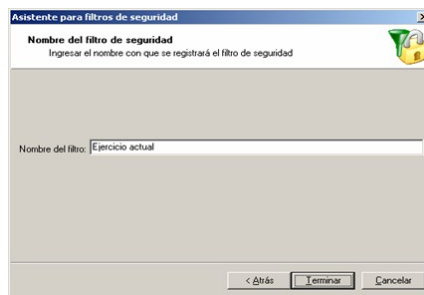 Asistente para filtros de seguridad
Nombre del filtro de seguridad
Ingresar el nombre con que se registrará el filtro de seguridad
Nombre del filtro: Ejercicio actual
< Atrás Terminar Cancelar